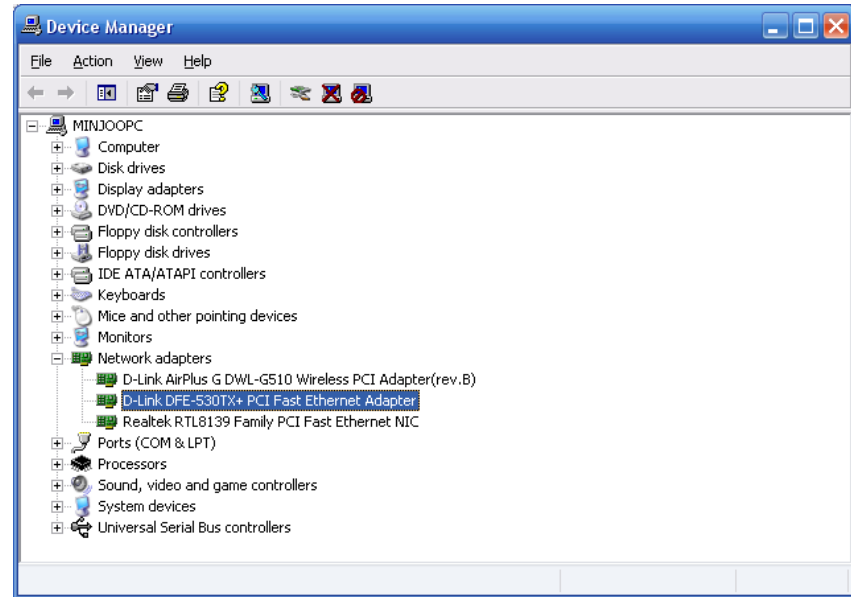 Device Manager
File Action View Help
MINJOOPC
Computer
Disk drives
Display adapters
DVD/CD-ROM drives
Floppy disk controllers
Floppy disk drives
IDE ATA/ATAPI controllers
Keyboards
Mice and other pointing devices
Monitors
Network adapters
D-Link AirPlus G DWL-G510 Wireless PCI Adapter(rev.B)
D-Link DFE-530TX+ PCI Fast Ethernet Adapter
Realtek RTL8139 Family PCI Fast Ethernet NIC
Ports (COM & LPT)
Processors
Sound, video and game controllers
System devices
Universal Serial Bus controllers